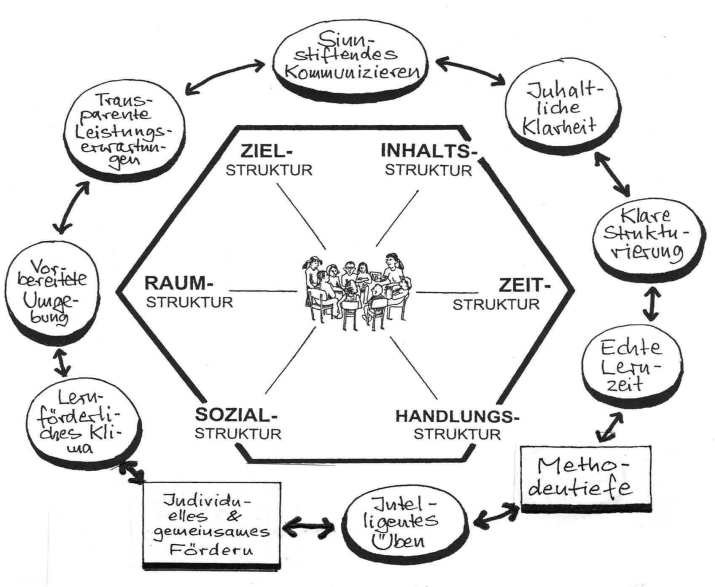 Sinn-
stiftendes
Kommunizieren
Inhalt-
liche
Klarheit
Klare
Struktu-
rierung
Echte
Lern-
zeit
Metho-
dentiefe
Intel-
ligentes
Üben
Individu-
elles &
gemeinsames
Fördern
Lern-
förderli-
ches Kli-
ma
Vor-
bereitete
Umge-
bung
Trans-
parente
Leistungs-
erwartun-
gen
ZIEL-
STRUKTUR
INHALTS-
STRUKTUR
RAUM-
STRUKTUR
ZEIT-
STRUKTUR
SOZIAL-
STRUKTUR
HANDLUNGS-
STRUKTUR